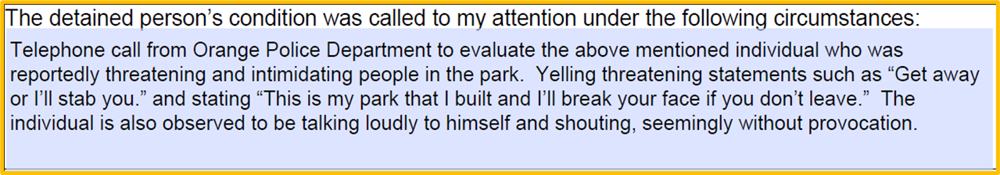 The detained person’s condition was called to my attention under the following circumstances:
Telephone call from Orange Police Department to evaluate the above mentioned individual who was
reportedly threatening and intimidating people in the park.  Yelling threatening statements such as “Get away
or I’ll stab you.” and stating “This is my park that I built and I’ll break your face if you don’t leave.”  The
individual is also observed to be talking loudly to himself and shouting, seemingly without provocation.